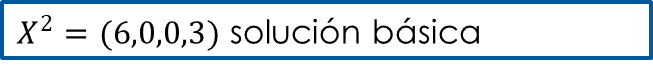 X² = (6,0,0,3) solución básica